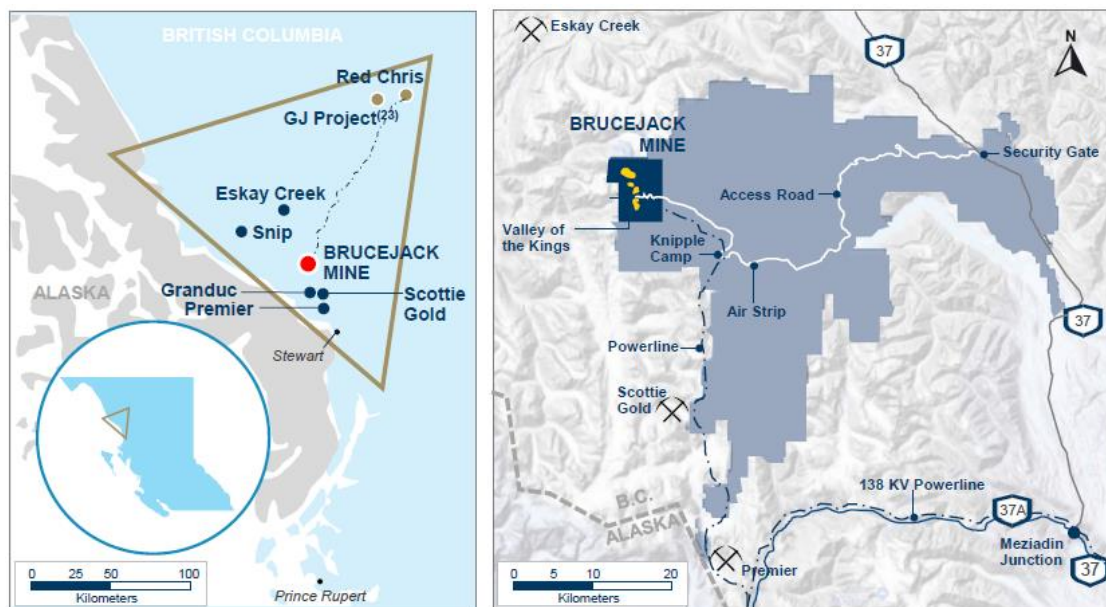 BRITISH COLUMBIA
Red Chris
GJ Project(23)
Eskay Creek
Snip
BRUCEJACK
MINE
ALASKA
Granduc
Premier
Scottie
Gold
Stewart
0 25 50 100
Kilometers
Prince Rupert
Eskay Creek
37
N
BRUCEJACK
MINE
Security Gate
Access Road
Valley of
the Kings
Knipple
Camp
Air Strip
37
Powerline
Scottie
Gold
138 KV Powerline
B.C.
ALASKA
37A
Premier
Meziadin
Junction
37
0 5 10 20
Kilometers